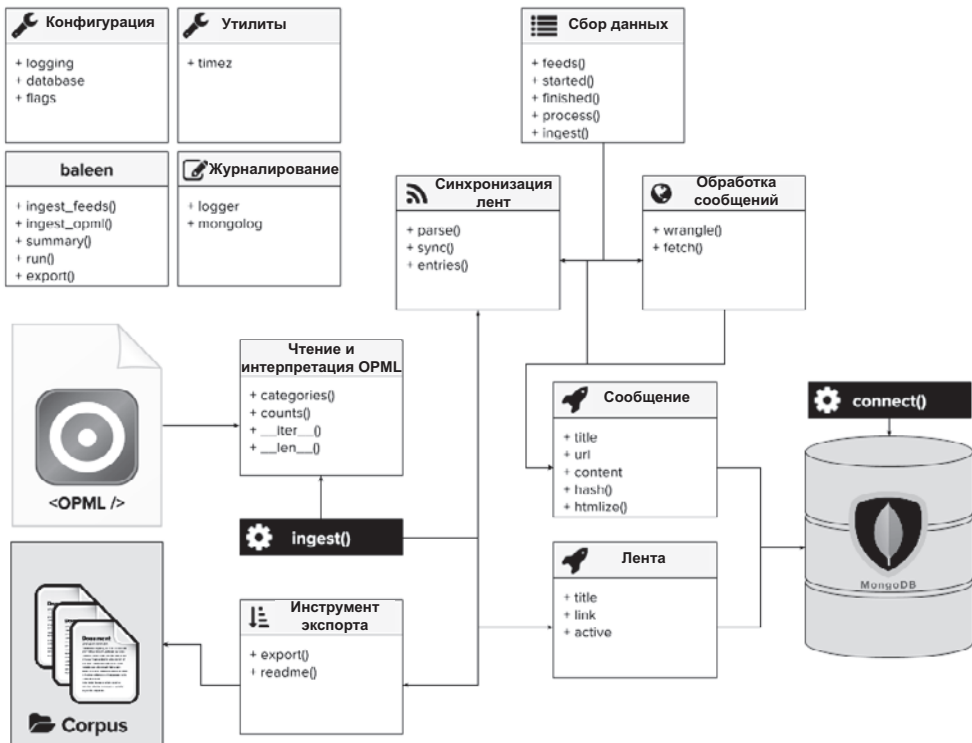 Конфигурация
+ logging
+ database
+ flags
Утилиты
+ timez
Сбор данных
+ feeds()
+ started()
+ finished()
+ process()
+ ingest()
baleen
+ ingest_feeds()
+ ingest_opml()
+ summary()
+ run()
+ export()
Журналирование
+ logger
+ mongolog
Синхронизация
лент
+ parse()
+ sync()
+ entries()
Обработка
сообщений
+ wrangle()
+ fetch()
<OPML />
Чтение и
интерпретация OPML
+ categories()
+ counts()
+ __iter__()
+ __len__()
ingest()
Сообщение
+ title
+ url
+ content
+ hash()
+ htmlize()
connect()
MongoDB
Лента
+ title
+ link
+ active
Инструмент
экспорта
+ export()
+ readme()
Document
Corpus